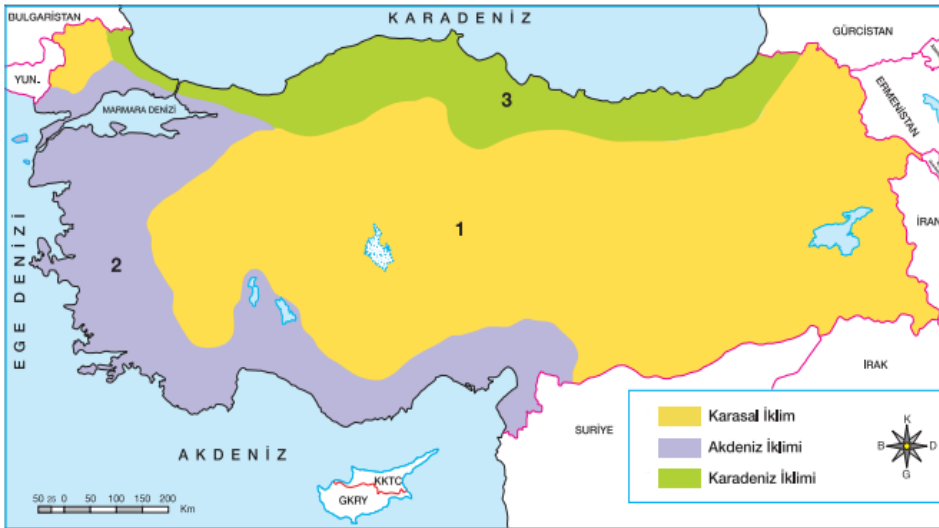 BULGARİSTAN
KARADENİZ
GÜRCİSTAN
YUN.
MARMARA DENİZİ
3
ERMENİSTAN
1
İRAN
2
EGE DENİZİ
İRAK
SURİYE
AKDENİZ
KKTC
GKRY
50 25 0 50 100 150 200
Km
Karasal İklim
Akdeniz İklimi
Karadeniz İklimi
K
B D
G